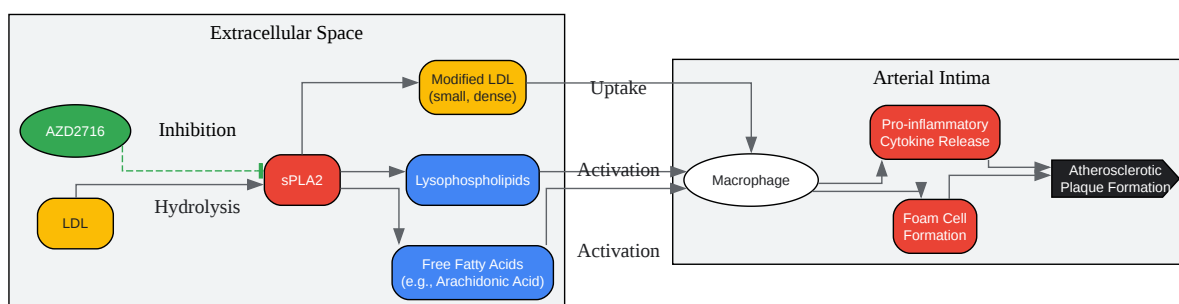 Extracellular Space
Modified LDL
(small, dense)
Uptake
Arterial Intima
AZD2716
Inhibition
Pro-inflammatory
Cytokine Release
sPLA2
Lysophospholipids
Activation
Macrophage
Atherosclerotic
Plaque Formation
Hydrolysis
LDL
Foam Cell
Formation
Free Fatty Acids
(e.g., Arachidonic Acid)
Activation